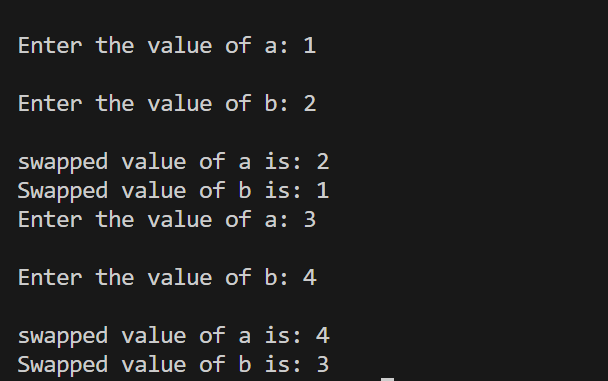 Enter the value of a: 1
Enter the value of b: 2
swapped value of a is: 2
Swapped value of b is: 1
Enter the value of a: 3
Enter the value of b: 4
swapped value of a is: 4
Swapped value of b is: 3